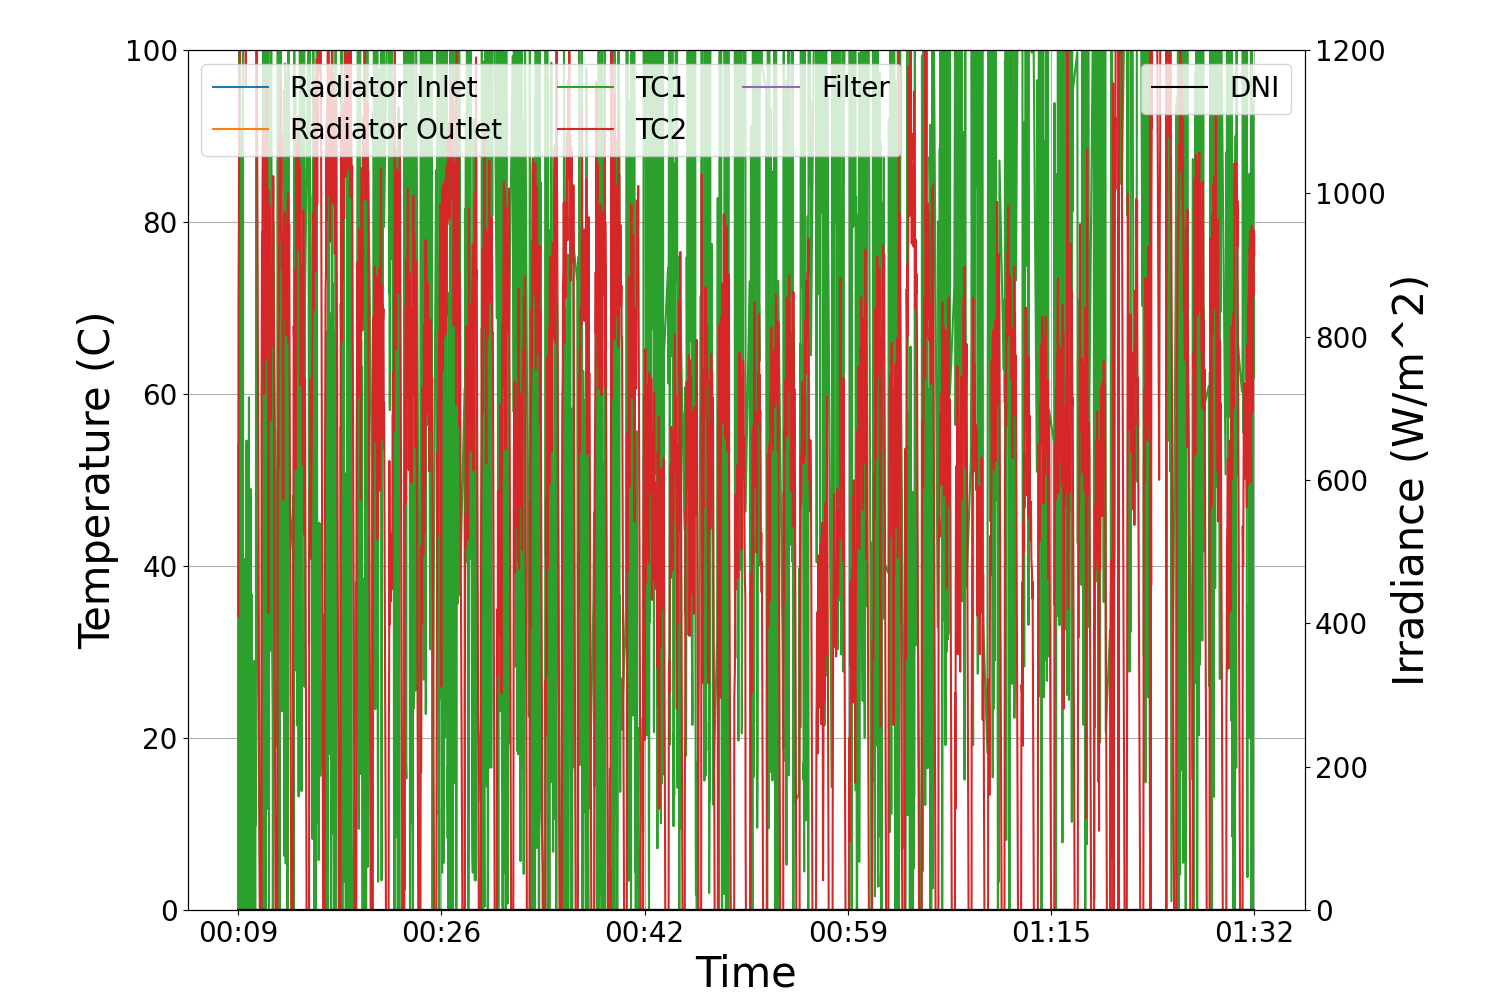 Radiator Inlet
Radiator Outlet
TC1
TC2
Filter
DNI
Temperature (C)
100
80
60
40
20
0
Irradiance (W/m^2)
1200
1000
800
600
400
200
0
00:09 00:26 00:42 00:59 01:15 01:32
Time